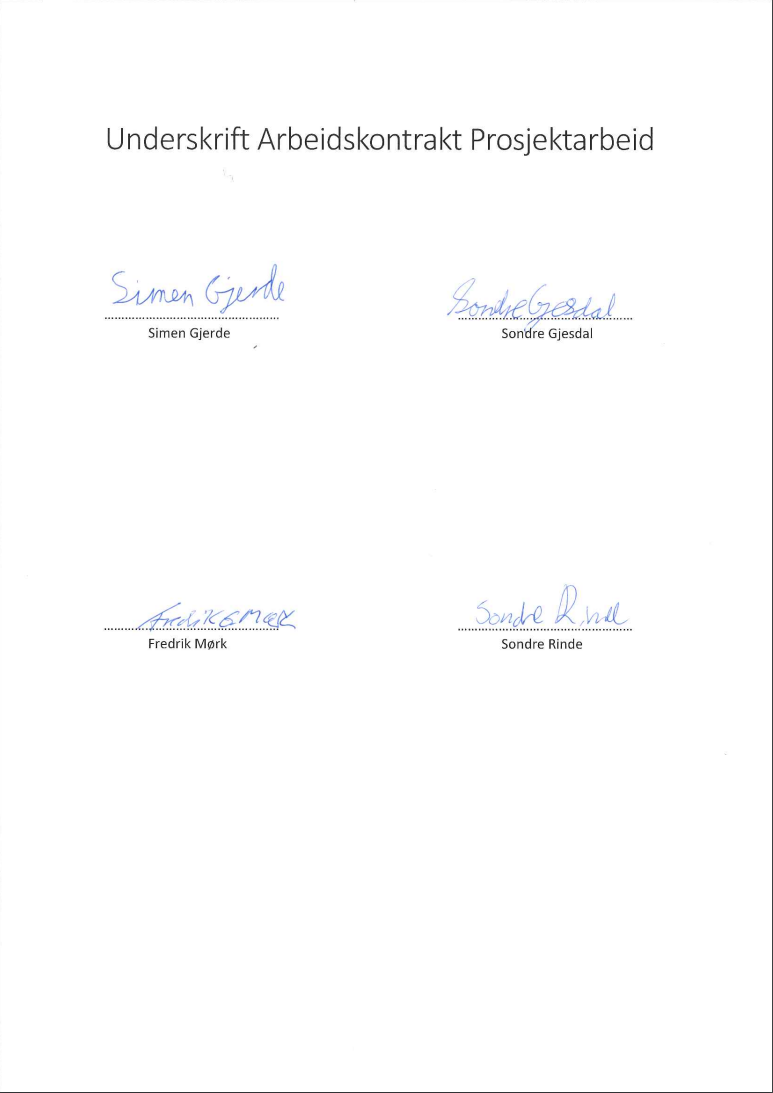 Underskrift Arbeidskontrakt Prosjektarbeid
Simen Gjerde
Sondre Gjesdal
Simen Gjerde
Sondre Gjesdal
Fredrik G Mørk
Sondre Rinde
Fredrik Mørk
Sondre Rinde